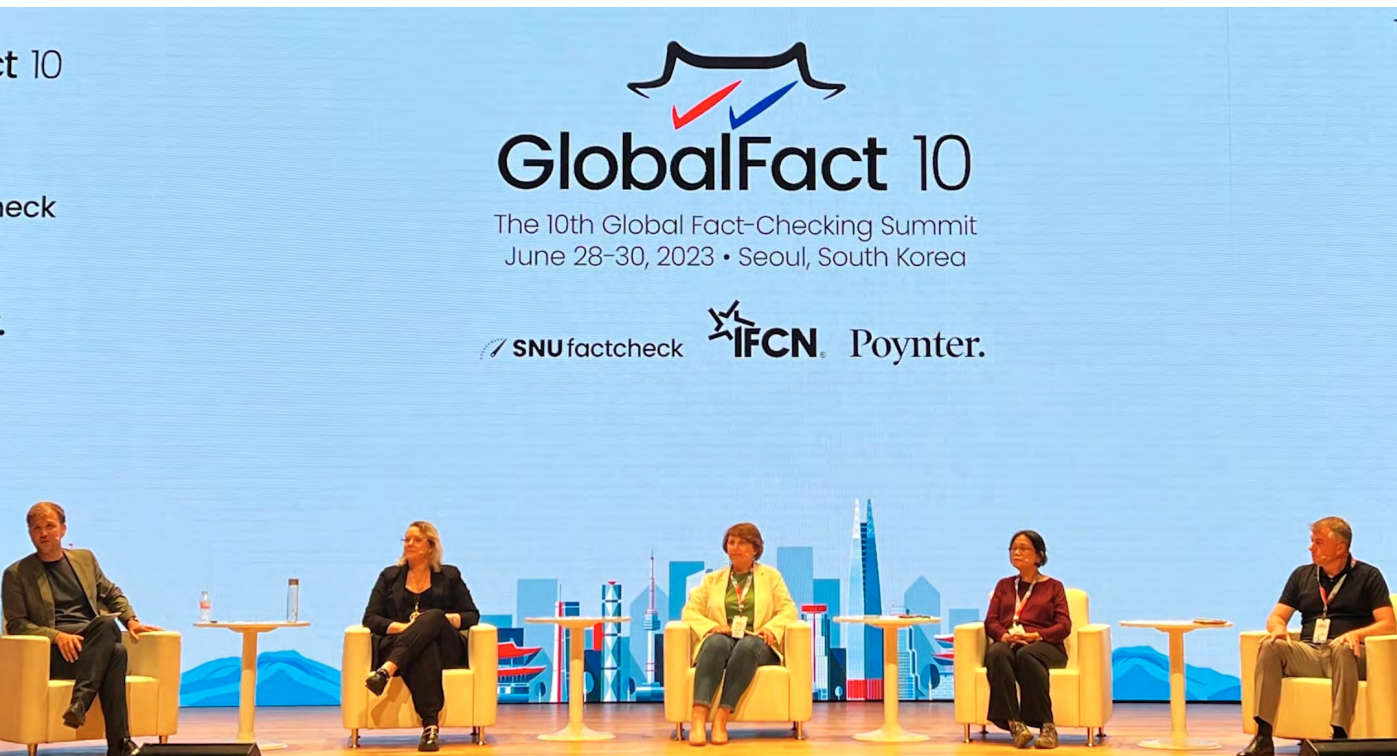 ct 10
heck
GlobalFact 10
The 10th Global Fact-Checking Summit
June 28-30, 2023 • Seoul, South Korea
SNU factcheck
IFCN®
Poynter.